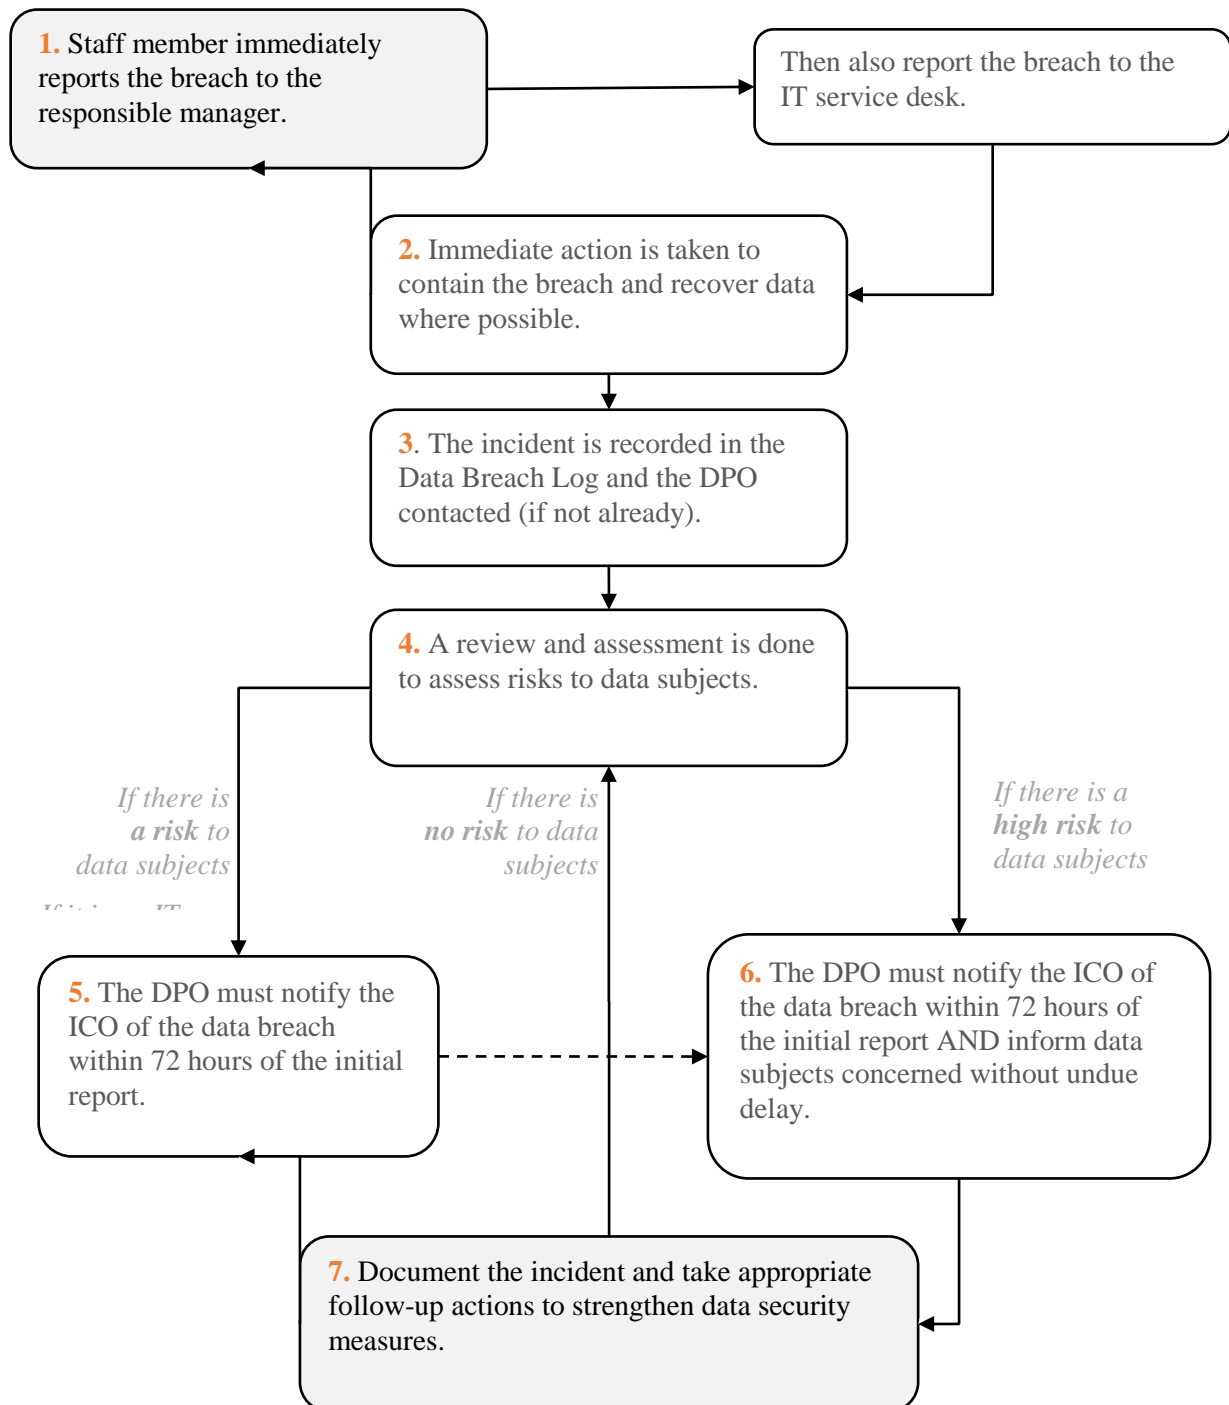 1. Staff member immediately
reports the breach to the
responsible manager.
Then also report the breach to the
IT service desk.
2. Immediate action is taken to
contain the breach and recover data
where possible.
3. The incident is recorded in the
Data Breach Log and the DPO
contacted (if not already).
4. A review and assessment is done
to assess risks to data subjects.
If there is
a risk to
data subjects
If there is
no risk to data
subjects
If there is a
high risk to
data subjects
5. The DPO must notify the
ICO of the data breach
within 72 hours of the initial
report.
6. The DPO must notify the ICO of
the data breach within 72 hours of
the initial report AND inform data
subjects concerned without undue
delay.
7. Document the incident and take appropriate
follow-up actions to strengthen data security
measures.